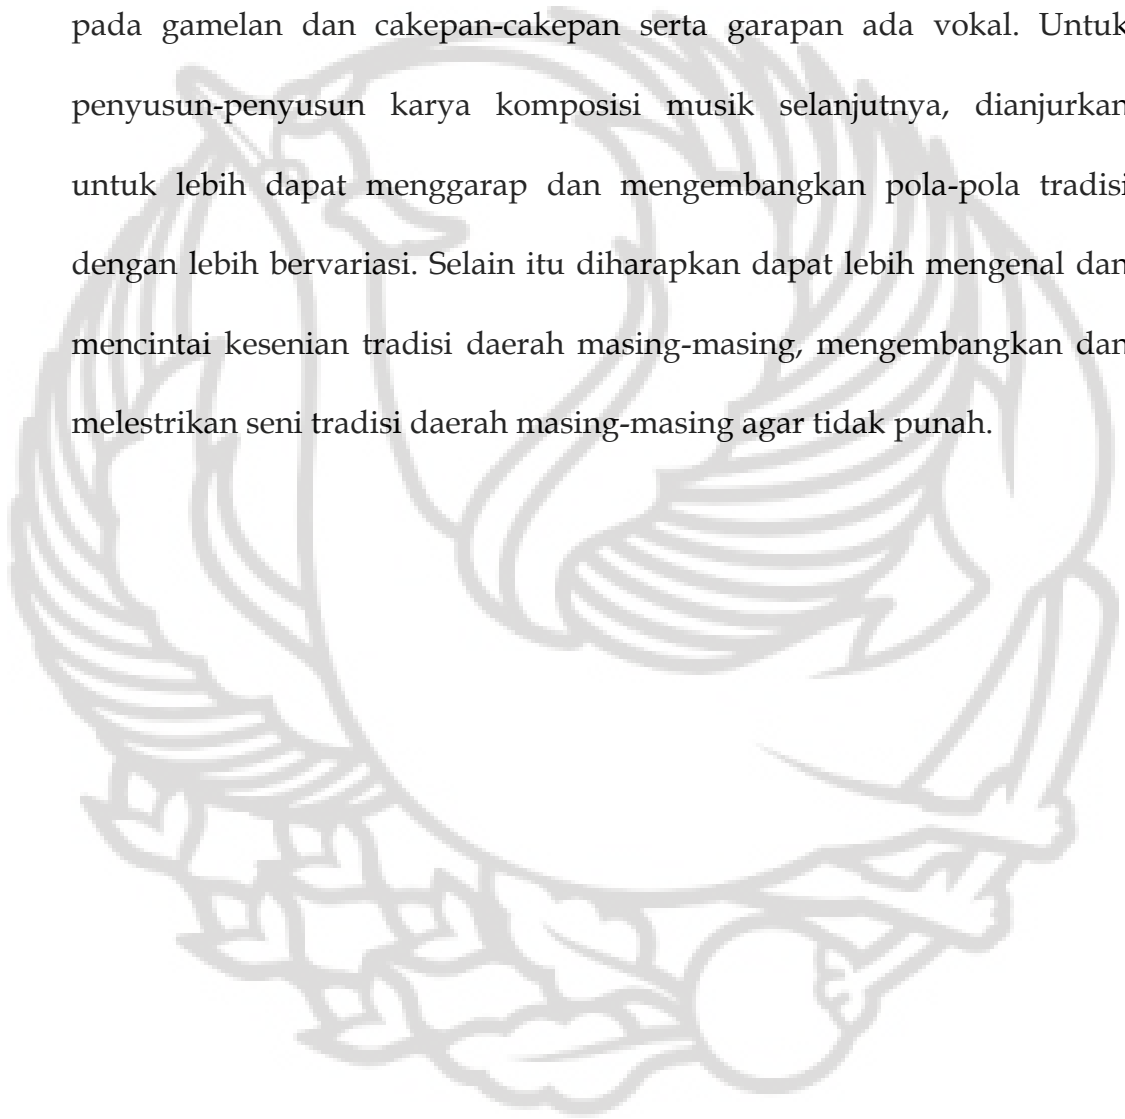 pada gamelan dan cakepan-cakepan serta garapan ada vokal. Untuk
penyusun-penyusun karya komposisi musik selanjutnya, dianjurkan
untuk lebih dapat menggarap dan mengembangkan pola-pola tradisi
dengan lebih bervariasi. Selain itu diharapkan dapat lebih mengenal dan
mencintai kesenian tradisi daerah masing-masing, mengembangkan dan
melestrikan seni tradisi daerah masing-masing agar tidak punah.